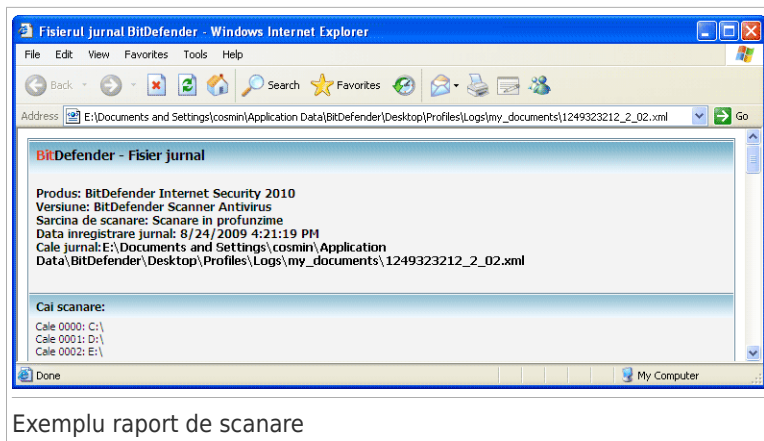 Fisierul jurnal BitDefender - Windows Internet Explorer
File Edit View Favorites Tools Help
Back Search Favorites
Address E:\Documents and Settings\cosmin\Application Data\BitDefender\Desktop\Profiles\Logs\my_documents\1249323212_2_02.xml Go
BitDefender - Fisier jurnal
Produs: BitDefender Internet Security 2010
Versiune: BitDefender Scanner Antivirus
Sarcina de scanare: Scanare in profunzime
Data inregistrare jurnal: 8/24/2009 4:21:19 PM
Cale jurnal:E:\Documents and Settings\cosmin\Application
Data\BitDefender\Desktop\Profiles\Logs\my_documents\1249323212_2_02.xml
Cai scanare:
Cale 0000: C:\
Cale 0001: D:\
Cale 0002: E:\
Done My Computer
Exemplu raport de scanare